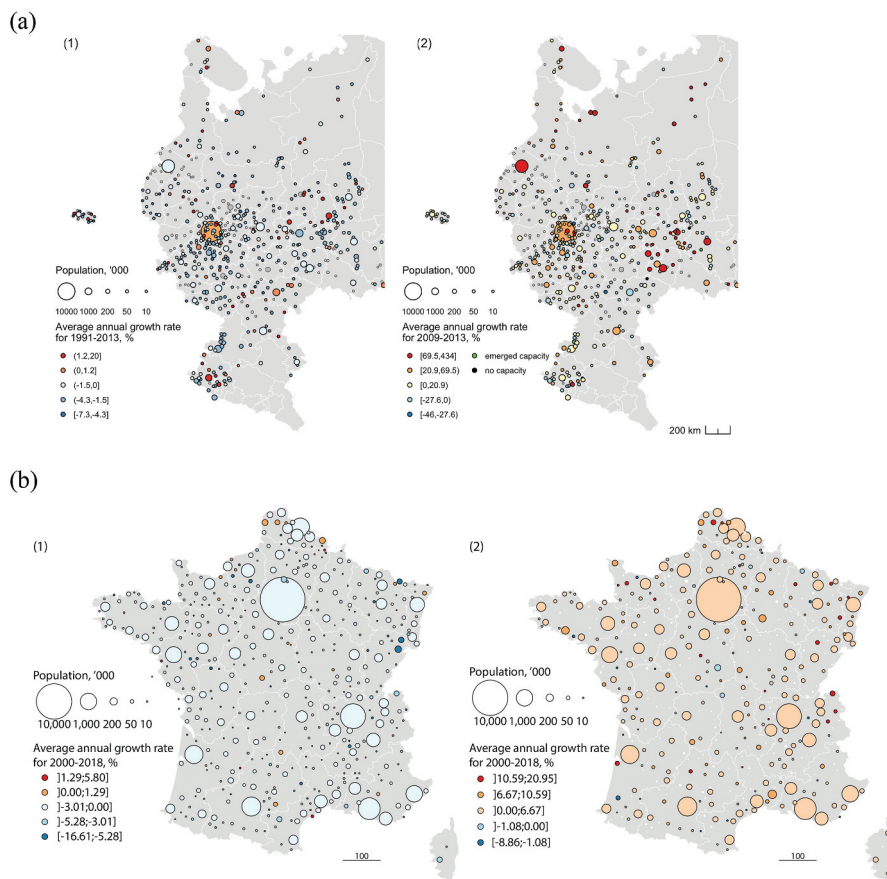 (a)
(1)
(2)
Population, '000
10000 1000 200 50 10
Average annual growth rate
for 1991-2013, %
(1.2,20]
(0,1.2]
(-1.5,0]
(-4.3,-1.5]
[-7.3,-4.3]
Population, '000
10000 1000 200 50 10
Average annual growth rate
for 2009-2013, %
[69.5,434] emerged capacity
[20.9,69.5) no capacity
[0,20.9)
[-27.6,0)
[-46,-27.6)
200 km
(b)
(1)
(2)
Population, '000
10,000 1,000 200 50 10
Average annual growth rate
for 2000-2018, %
]1.29;5.80]
]0.00;1.29]
]-3.01;0.00]
]-5.28;-3.01]
[-16.61;-5.28]
100
Population, '000
10,000 1,000 200 50 10
Average annual growth rate
for 2000-2018, %
]10.59;20.95]
]6.67;10.59]
]0.00;6.67]
]-1.08;0.00]
[-8.86;-1.08]
100